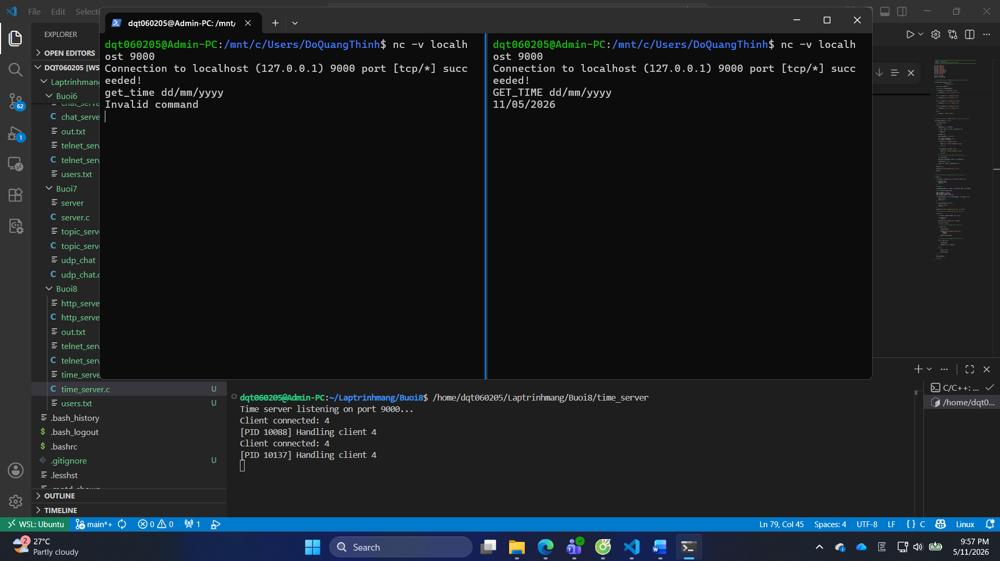 File Edit Selecti
dqt060205@Admin-PC: /mnt/
EXPLORER
OPEN EDITORS
DQT060205 [WS
Laptrinhmang
Buoi6
chat_serve
out.txt
telnet_serv
telnet_serv
users.txt
Buoi7
server
server.c
topic_serv
topic_serv
udp_chat
udp_chat.c
Buoi8
http_serve
http_serve
out.txt
telnet_serv
telnet_serv
time_serve
time_server.c U
users.txt U
.bash_history
.bash_logout
.bashrc
.gitignore U
.lesshst
OUTLINE
TIMELINE
62
1
dqt060205@Admin-PC:/mnt/c/Users/DoQuangThinh$ nc -v localh
ost 9000
Connection to localhost (127.0.0.1) 9000 port [tcp/*] succ
eeded!
get_time dd/mm/yyyy
Invalid command
dqt060205@Admin-PC:/mnt/c/Users/DoQuangThinh$ nc -v localh
ost 9000
Connection to localhost (127.0.0.1) 9000 port [tcp/*] succ
eeded!
GET_TIME dd/mm/yyyy
11/05/2026
dqt060205@Admin-PC:~/Laptrinhmang/Buoi8$ /home/dqt060205/Laptrinhmang/Buoi8/time_server
Time server listening on port 9000...
Client connected: 4
[PID 10088] Handling client 4
Client connected: 4
[PID 10137] Handling client 4
C/C++: ...
/home/dqt0...
WSL: Ubuntu main*+ 0 0 1 Ln 79, Col 45 Spaces: 4 UTF-8 LF {} C Linux
2
27°C
Partly cloudy
Search
9:57 PM
5/11/2026